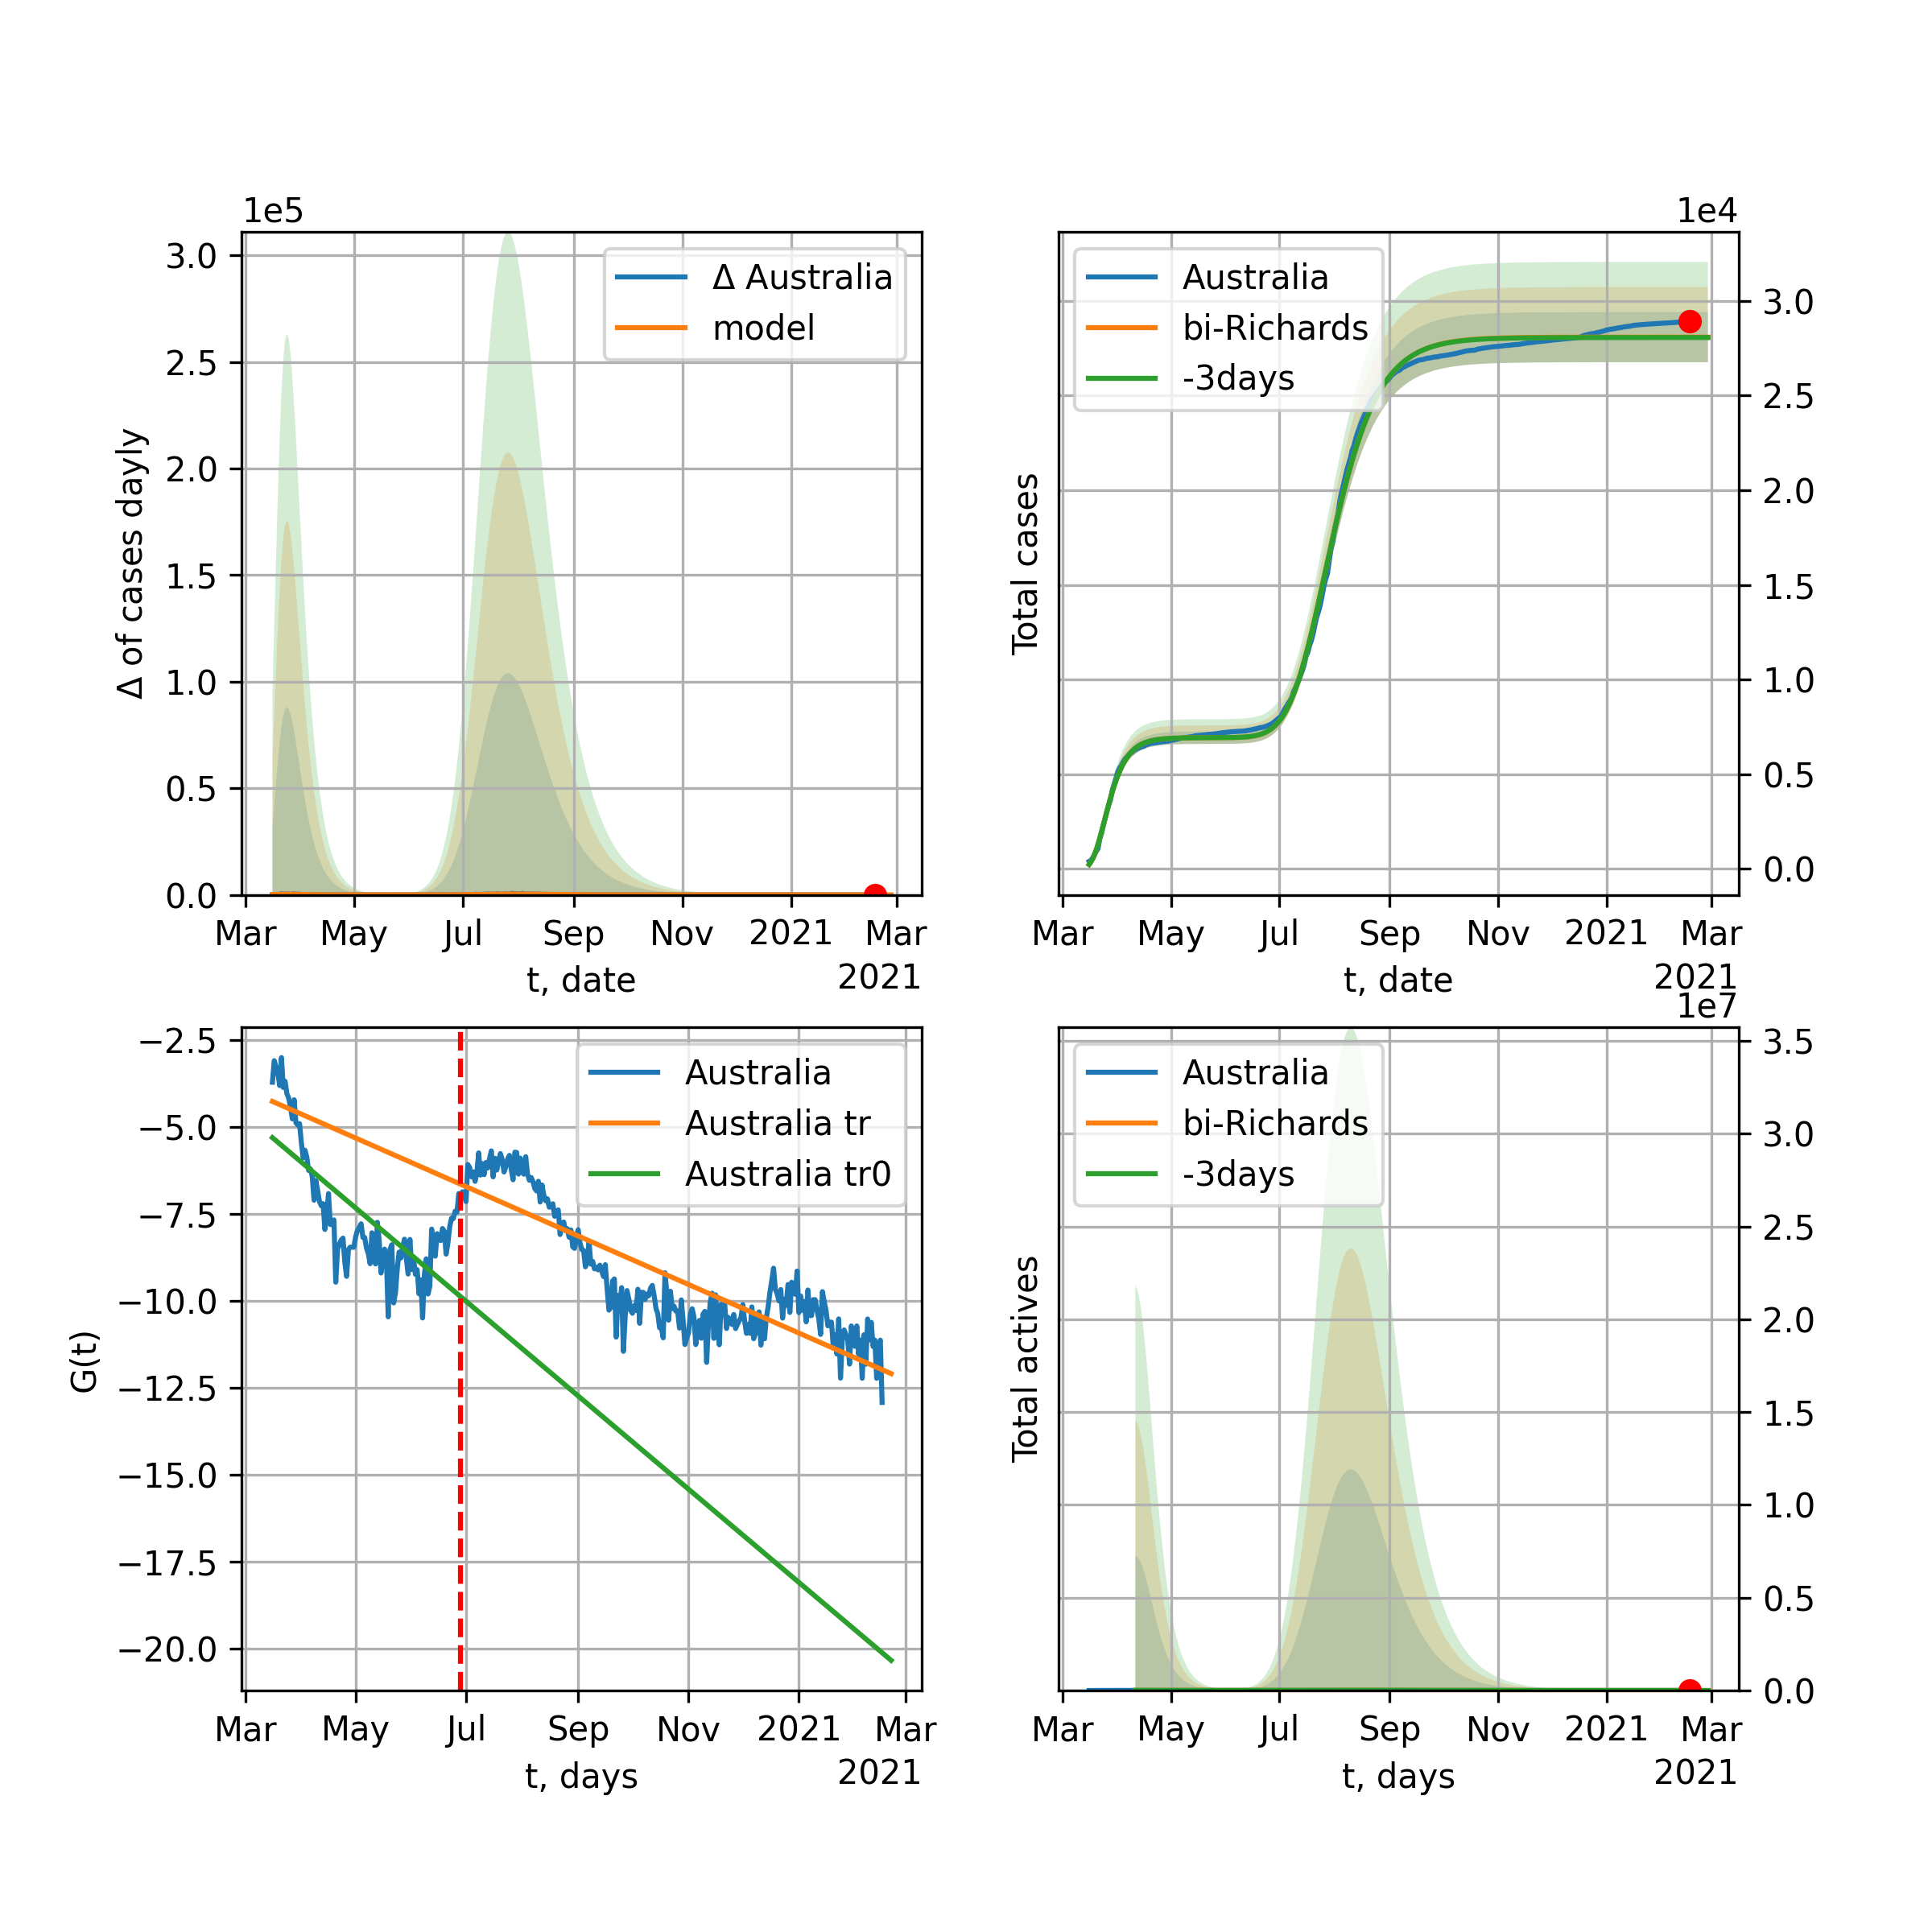 1e5
3.0
2.5
2.0
1.5
1.0
0.5
0.0
Δ of cases dayly
Δ Australia
model
Mar May Jul Sep Nov 2021 Mar
2021
t, date
1e4
3.0
2.5
2.0
1.5
1.0
0.5
0.0
Total cases
Australia
bi-Richards
-3days
Mar May Jul Sep Nov 2021 Mar
2021
t, date
−2.5
−5.0
−7.5
−10.0
−12.5
−15.0
−17.5
−20.0
G(t)
Australia
Australia tr
Australia tr0
Mar May Jul Sep Nov 2021 Mar
2021
t, days
1e7
3.5
3.0
2.5
2.0
1.5
1.0
0.5
0.0
Total actives
Australia
bi-Richards
-3days
Mar May Jul Sep Nov 2021 Mar
2021
t, days